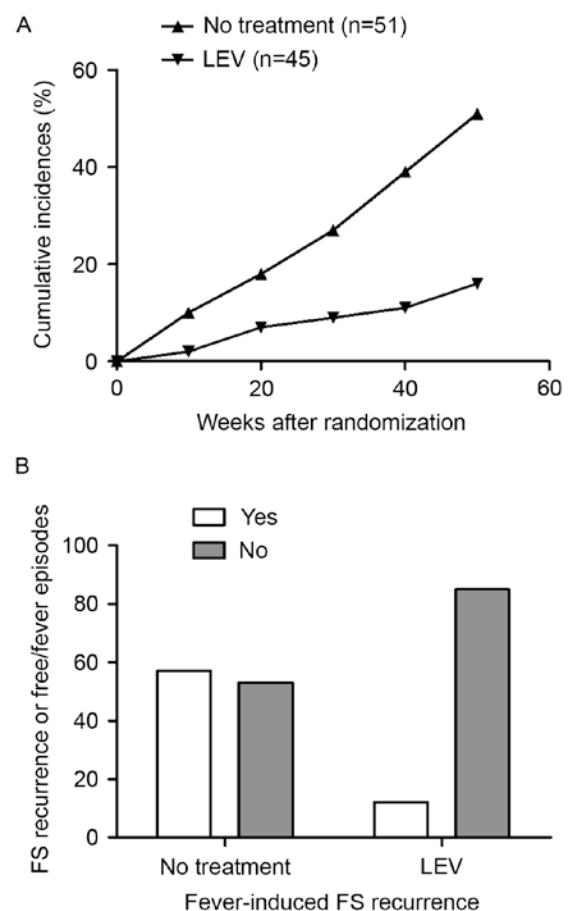 A
No treatment (n=51)
LEV (n=45)
60
40
20
0
Cumulative incidences (%)
0 20 40 60
Weeks after randomization
B
Yes
No
100
80
60
40
20
0
FS recurrence or free/fever episodes
No treatment LEV
Fever-induced FS recurrence